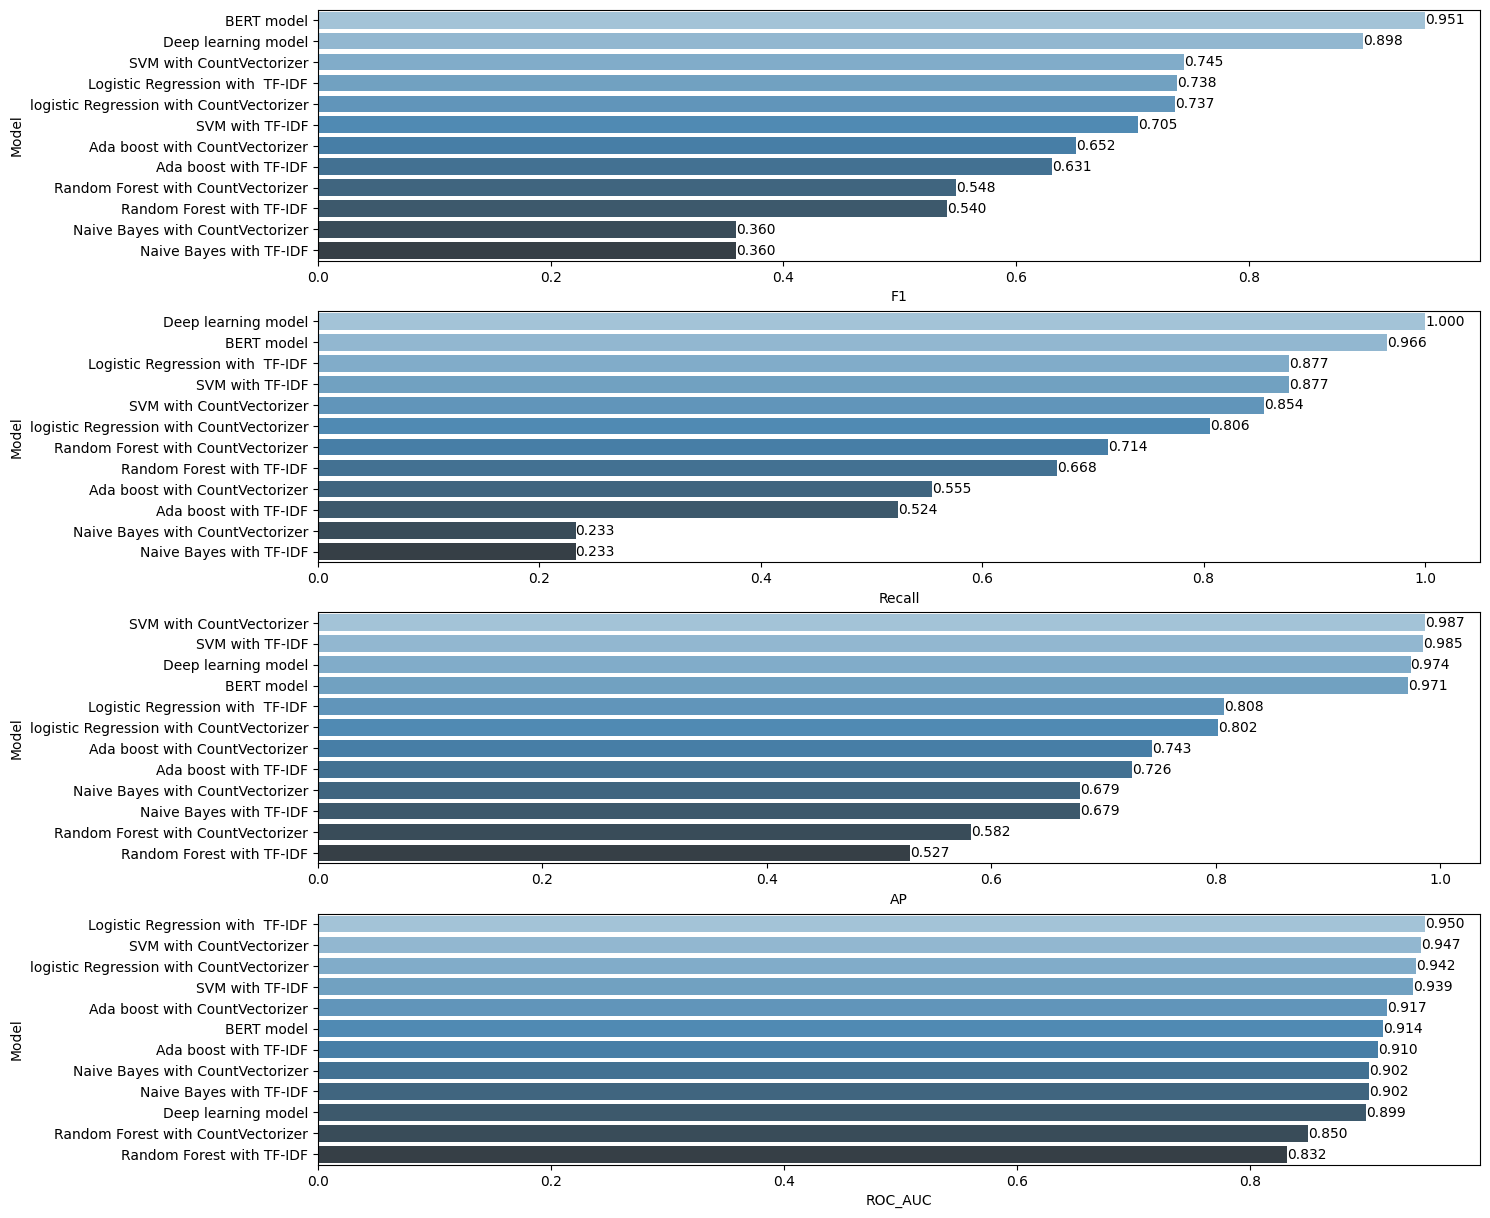 BERT model 0.951
Deep learning model 0.898
SVM with CountVectorizer 0.745
Logistic Regression with  TF-IDF 0.738
logistic Regression with CountVectorizer 0.737
SVM with TF-IDF 0.705
Ada boost with CountVectorizer 0.652
Ada boost with TF-IDF 0.631
Random Forest with CountVectorizer 0.548
Random Forest with TF-IDF 0.540
Naive Bayes with CountVectorizer 0.360
Naive Bayes with TF-IDF 0.360
Model
0.0 0.2 0.4 0.6 0.8
F1
Deep learning model 1.000
BERT model 0.966
Logistic Regression with  TF-IDF 0.877
SVM with TF-IDF 0.877
SVM with CountVectorizer 0.854
logistic Regression with CountVectorizer 0.806
Random Forest with CountVectorizer 0.714
Random Forest with TF-IDF 0.668
Ada boost with CountVectorizer 0.555
Ada boost with TF-IDF 0.524
Naive Bayes with CountVectorizer 0.233
Naive Bayes with TF-IDF 0.233
Model
0.0 0.2 0.4 0.6 0.8 1.0
Recall
SVM with CountVectorizer 0.987
SVM with TF-IDF 0.985
Deep learning model 0.974
BERT model 0.971
Logistic Regression with  TF-IDF 0.808
logistic Regression with CountVectorizer 0.802
Ada boost with CountVectorizer 0.743
Ada boost with TF-IDF 0.726
Naive Bayes with CountVectorizer 0.679
Naive Bayes with TF-IDF 0.679
Random Forest with CountVectorizer 0.582
Random Forest with TF-IDF 0.527
Model
0.0 0.2 0.4 0.6 0.8 1.0
AP
Logistic Regression with  TF-IDF 0.950
SVM with CountVectorizer 0.947
logistic Regression with CountVectorizer 0.942
SVM with TF-IDF 0.939
Ada boost with CountVectorizer 0.917
BERT model 0.914
Ada boost with TF-IDF 0.910
Naive Bayes with CountVectorizer 0.902
Naive Bayes with TF-IDF 0.902
Deep learning model 0.899
Random Forest with CountVectorizer 0.850
Random Forest with TF-IDF 0.832
Model
0.0 0.2 0.4 0.6 0.8
ROC_AUC